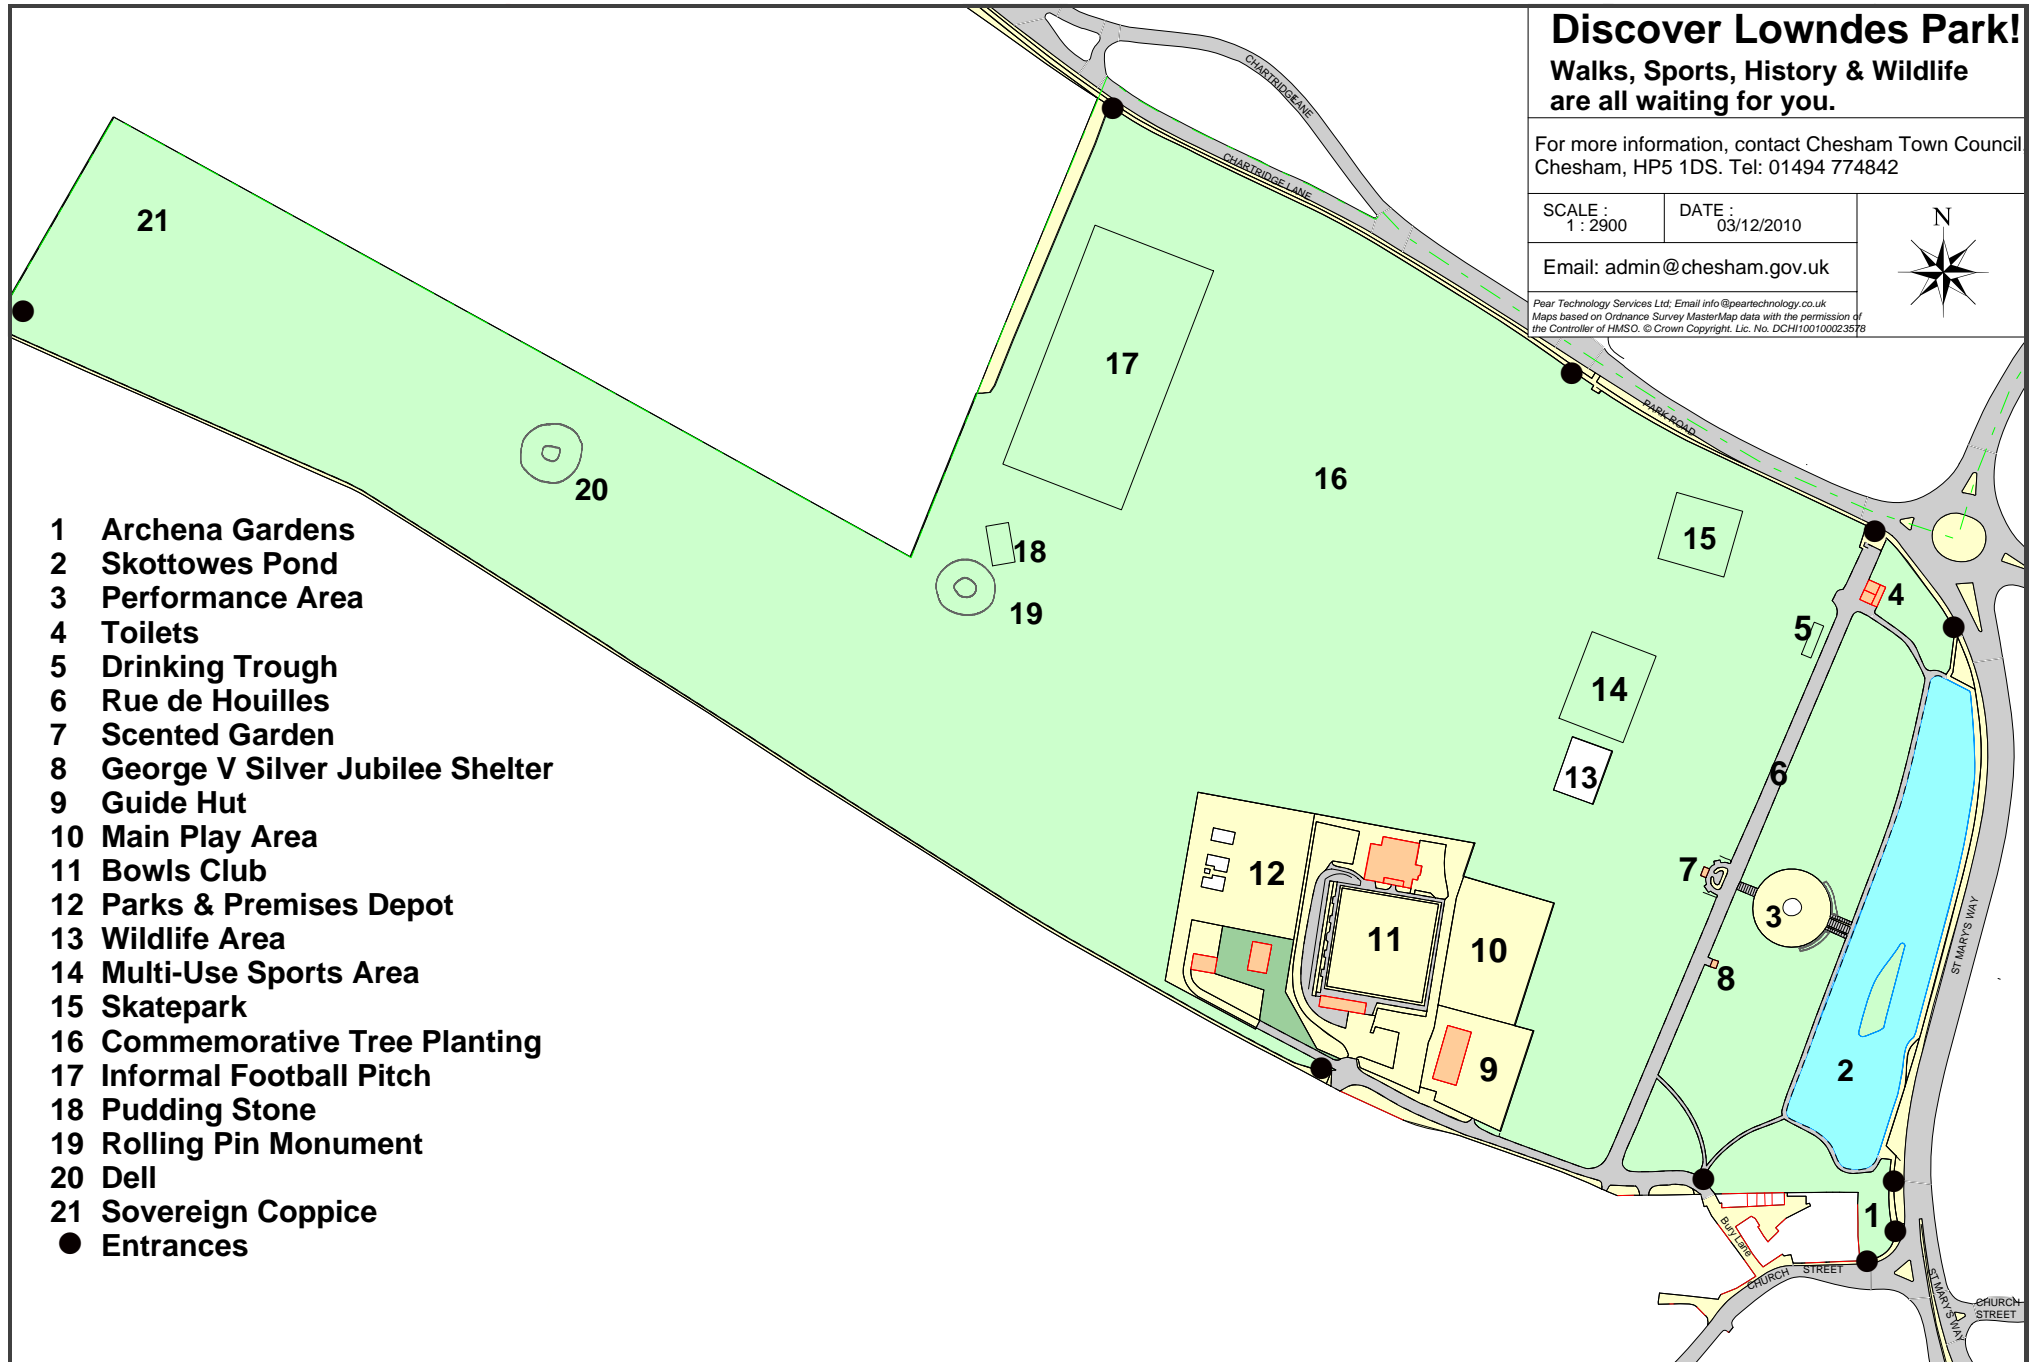 Discover Lowndes Park!
Walks, Sports, History & Wildlife
are all waiting for you.
For more information, contact Chesham Town Council,
Chesham, HP5 1DS. Tel: 01494 774842
SCALE :
1 : 2900
DATE :
03/12/2010
N
Email: admin@chesham.gov.uk
Pear Technology Services Ltd; Email info@peartechnology.co.uk
Maps based on Ordnance Survey MasterMap data with the permission of
the Controller of HMSO. © Crown Copyright. Lic. No. DCHI100100023578
CHARTRIDGE LANE
CHARTRIDGE LANE
PARK ROAD
21
17
16
20
15
18
4
19
5
14
13
6
7
12
3
11
10
8
9
2
1
ST MARY'S WAY
Bury Lane
CHURCH STREET
ST MARY'S WAY
CHURCH
STREET
1 Archena Gardens
2 Skottowes Pond
3 Performance Area
4 Toilets
5 Drinking Trough
6 Rue de Houilles
7 Scented Garden
8 George V Silver Jubilee Shelter
9 Guide Hut
10 Main Play Area
11 Bowls Club
12 Parks & Premises Depot
13 Wildlife Area
14 Multi-Use Sports Area
15 Skatepark
16 Commemorative Tree Planting
17 Informal Football Pitch
18 Pudding Stone
19 Rolling Pin Monument
20 Dell
21 Sovereign Coppice
Entrances